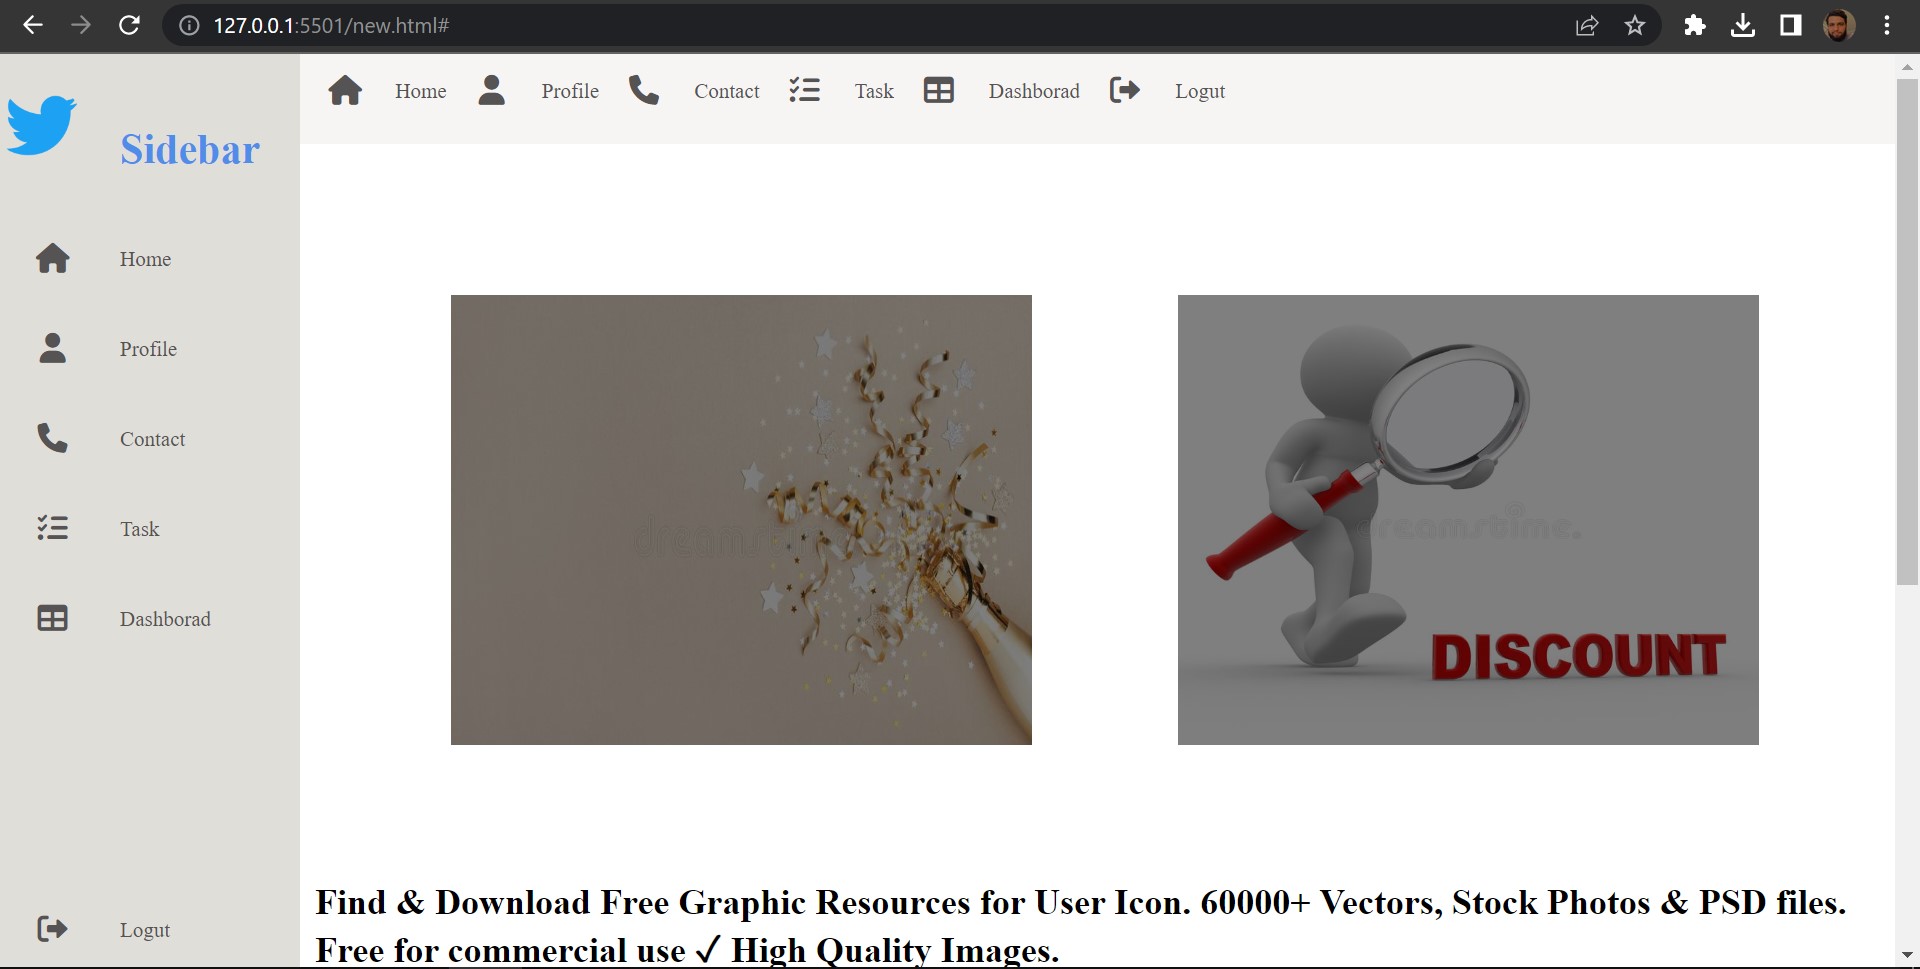 127.0.0.1:5501/new.html#
Home Profile Contact Task Dashborad Logut
Sidebar
Home
Profile
Contact
Task
Dashborad
Logut
dreamstime
dreamstime.
DISCOUNT
Find & Download Free Graphic Resources for User Icon. 60000+ Vectors, Stock Photos & PSD files.
Free for commercial use ✓ High Quality Images.